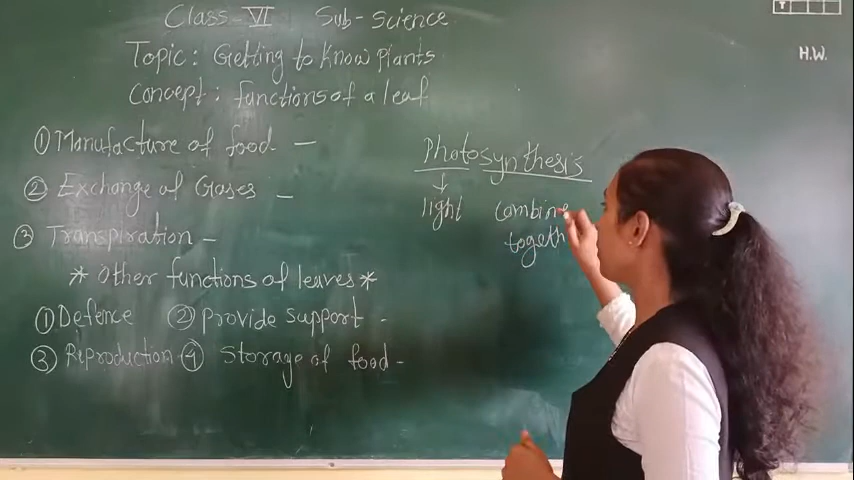 Class-VI Sub-Science
Topic: Getting to Know Plants
Concept: functions of a leaf
① Manufacture of food —
② Exchange of Gases —
③ Transpiration —
* Other functions of leaves *
① Defence ② Provide Support -
③ Reproduction ④ Storage of food -
Photosynthesis
light combine
togeth
H.W.